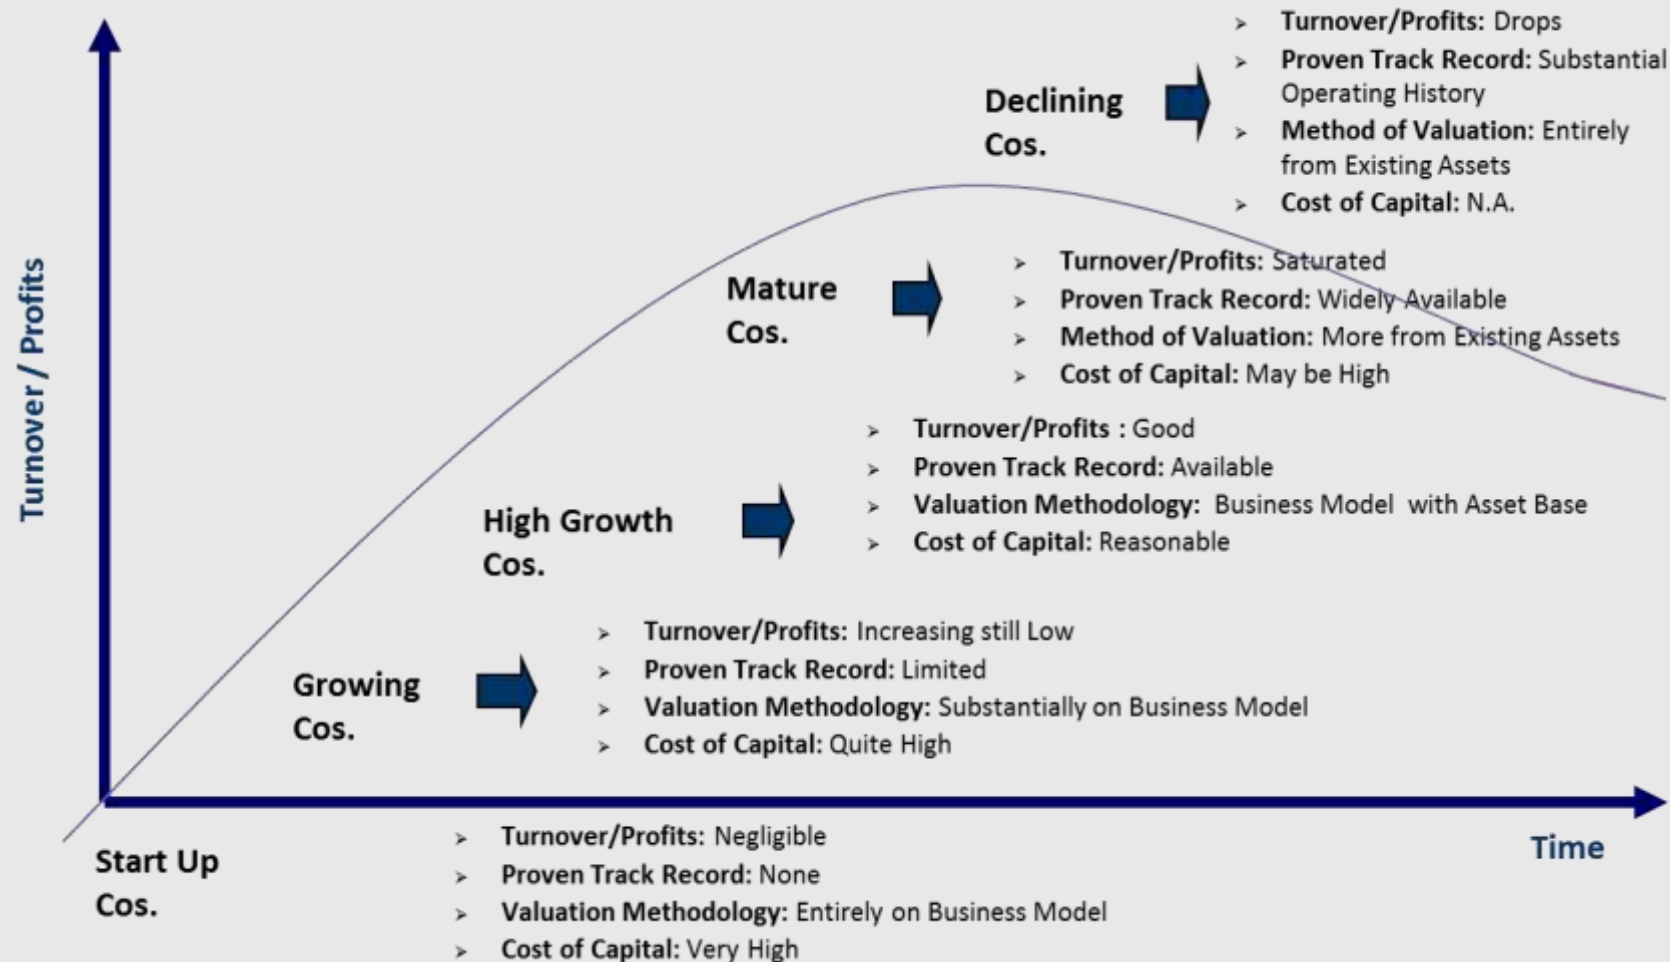 Turnover / Profits
Declining
Cos.
➢ Turnover/Profits: Drops
➢ Proven Track Record: Substantial
Operating History
➢ Method of Valuation: Entirely
from Existing Assets
➢ Cost of Capital: N.A.
Mature
Cos.
➢ Turnover/Profits: Saturated
➢ Proven Track Record: Widely Available
➢ Method of Valuation: More from Existing Assets
➢ Cost of Capital: May be High
High Growth
Cos.
➢ Turnover/Profits : Good
➢ Proven Track Record: Available
➢ Valuation Methodology: Business Model with Asset Base
➢ Cost of Capital: Reasonable
Growing
Cos.
➢ Turnover/Profits: Increasing still Low
➢ Proven Track Record: Limited
➢ Valuation Methodology: Substantially on Business Model
➢ Cost of Capital: Quite High
Time
Start Up
Cos.
➢ Turnover/Profits: Negligible
➢ Proven Track Record: None
➢ Valuation Methodology: Entirely on Business Model
➢ Cost of Capital: Very High